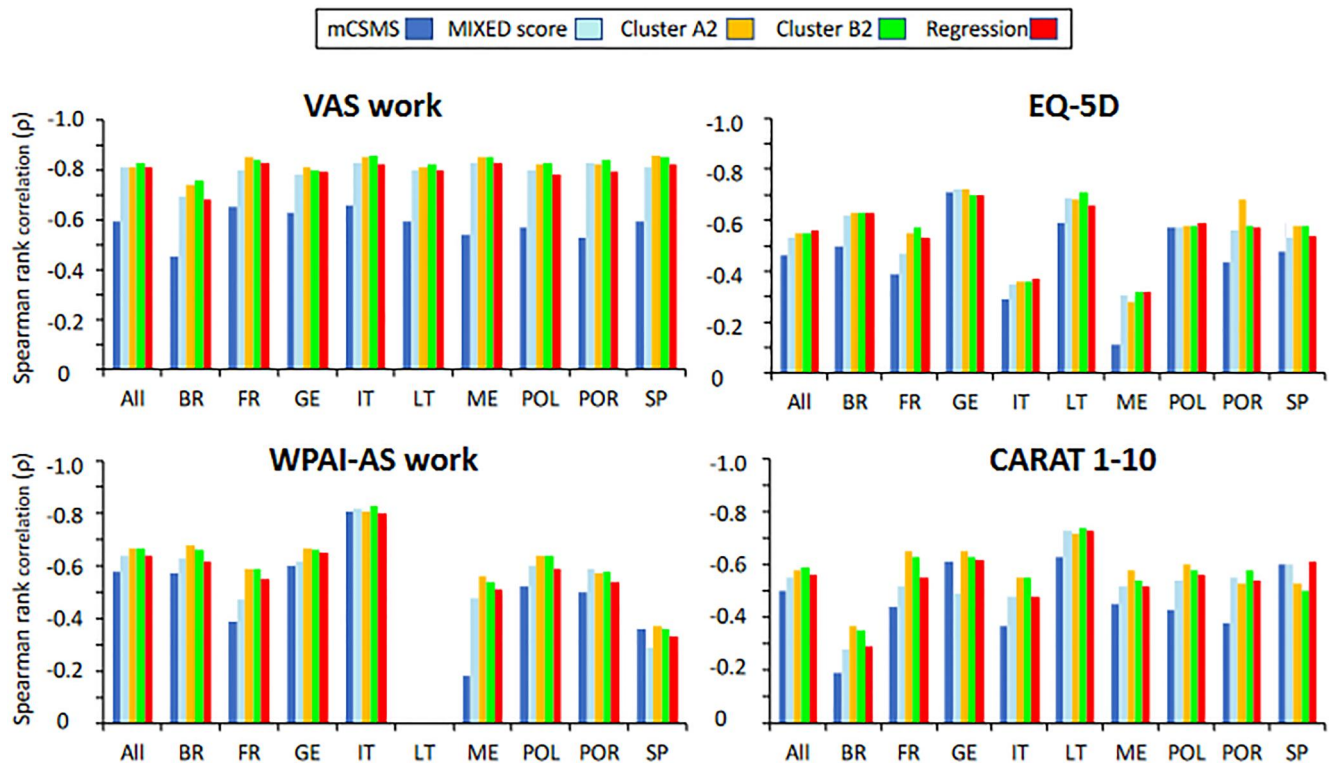 mCSMS MIXED score Cluster A2 Cluster B2 Regression
VAS work
Spearman rank correlation (ρ)
-1.0
-0.8
-0.6
-0.4
-0.2
0
All BR FR GE IT LT ME POL POR SP
EQ-5D
-1.0
-0.8
-0.6
-0.4
-0.2
0
All BR FR GE IT LT ME POL POR SP
WPAI-AS work
Spearman rank correlation (ρ)
-1.0
-0.8
-0.6
-0.4
-0.2
0
All BR FR GE IT LT ME POL POR SP
CARAT 1-10
-1.0
-0.8
-0.6
-0.4
-0.2
0
All BR FR GE IT LT ME POL POR SP